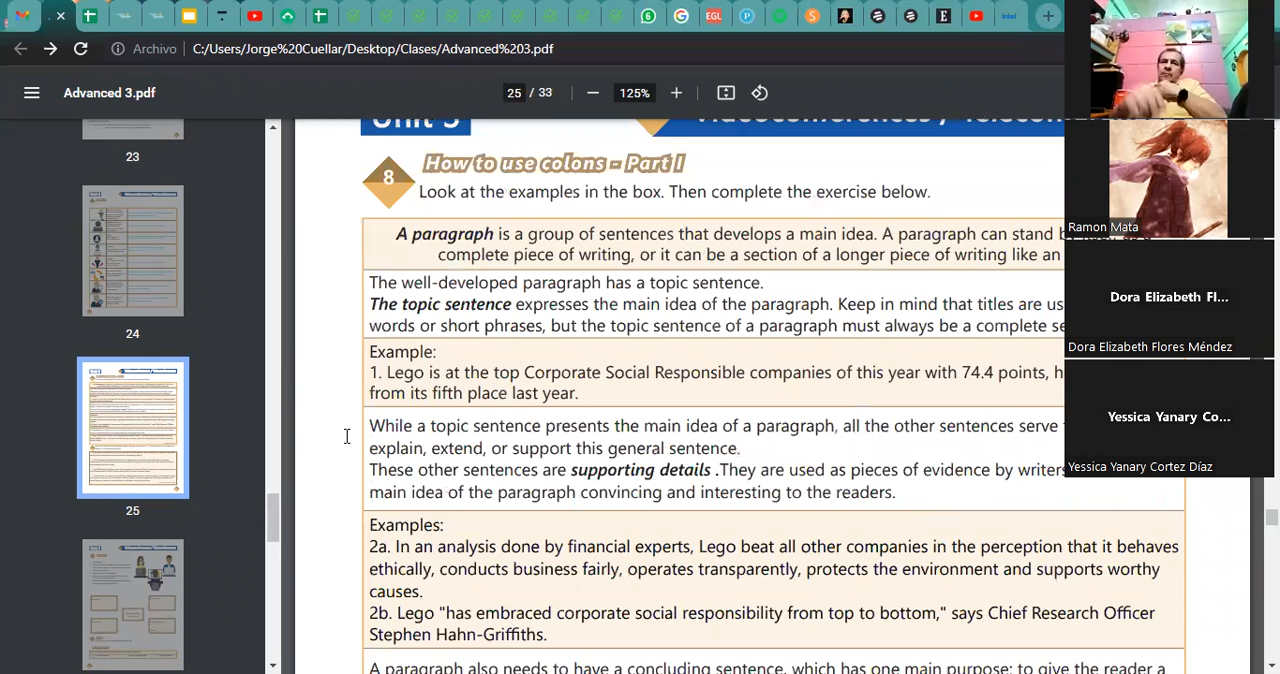 6
EGL
P
S
E
intel
Archivo
C:/Users/Jorge%20Cuellar/Desktop/Clases/Advanced%203.pdf
Advanced 3.pdf
25 / 33
125%
23
24
25
8
How to use colons - Part I
Look at the examples in the box. Then complete the exercise below.
A paragraph is a group of sentences that develops a main idea. A paragraph can stand
complete piece of writing, or it can be a section of a longer piece of writing like an
The well-developed paragraph has a topic sentence.
The topic sentence expresses the main idea of the paragraph. Keep in mind that titles are
words or short phrases, but the topic sentence of a paragraph must always be a complete
Example:
1. Lego is at the top Corporate Social Responsible companies of this year with 74.4 points,
from its fifth place last year.
While a topic sentence presents the main idea of a paragraph, all the other sentences serve
explain, extend, or support this general sentence.
These other sentences are supporting details .They are used as pieces of evidence by writers
main idea of the paragraph convincing and interesting to the readers.
Examples:
2a. In an analysis done by financial experts, Lego beat all other companies in the perception that it behaves
ethically, conducts business fairly, operates transparently, protects the environment and supports worthy
causes.
2b. Lego "has embraced corporate social responsibility from top to bottom," says Chief Research Officer
Stephen Hahn-Griffiths.
A paragraph also needs to have a concluding sentence, which has one main purpose: to give the reader a
Ramon Mata
Dora Elizabeth Fl...
Dora Elizabeth Flores Méndez
Yessica Yanary Co...
Yessica Yanary Cortez Díaz